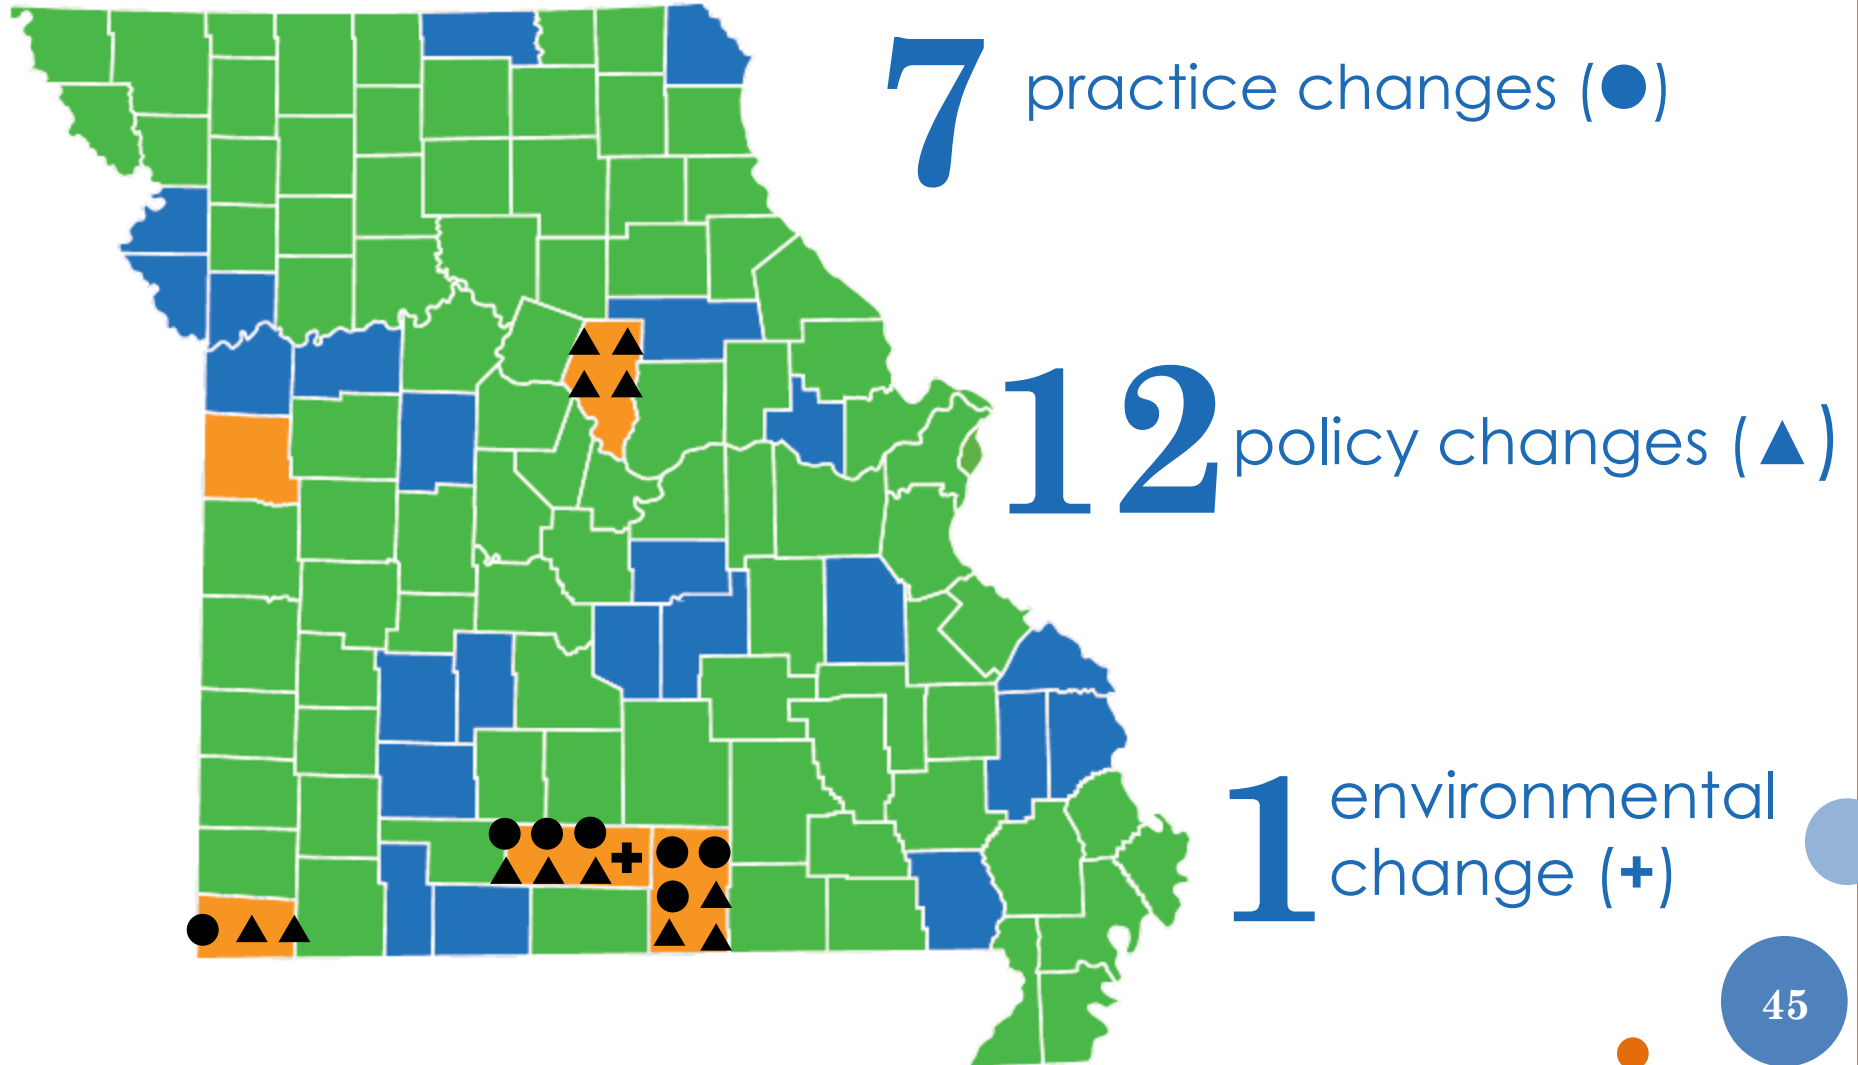 7 practice changes (●)
12 policy changes (▲)
1 environmental
change (+)
45